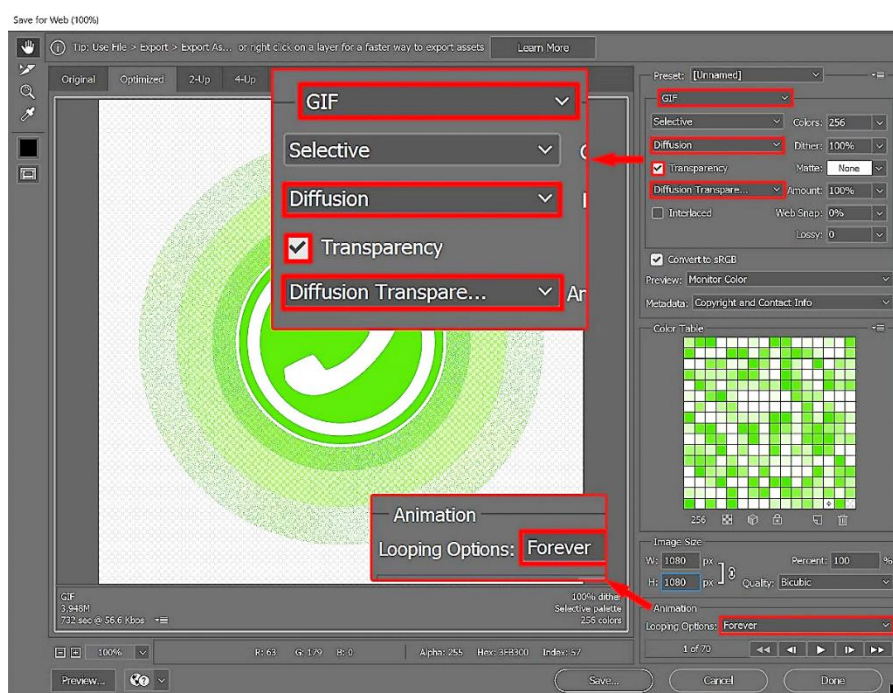 Save for Web (100%)
Tip: Use File > Export > Export As... or right click on a layer for a faster way to export assets
Learn More
Original
Optimized
2-Up
4-Up
GIF
Selective
Diffusion
Transparency
Diffusion Transpare...
Animation
Looping Options: Forever
GIF
3,948M
732 sec @ 56.6 Kbps
100% dither
Selective palette
256 colors
100%
R: 63 G: 179 B: 0
Alpha: 255 Hex: 3FB300 Index: 57
Preview...
Save...
Cancel
Done
Preset: [Unnamed]
GIF
Selective Colors: 256
Diffusion Dither: 100%
Transparency Matte: None
Diffusion Transpare... Amount: 100%
Interlaced Web Snap: 0%
Lossy: 0
Convert to sRGB
Preview: Monitor Color
Metadata: Copyright and Contact Info
Color Table
256
Image Size
W: 1080 px Percent: 100 %
H: 1080 px Quality: Bicubic
Animation
Looping Options: Forever
1 of 70